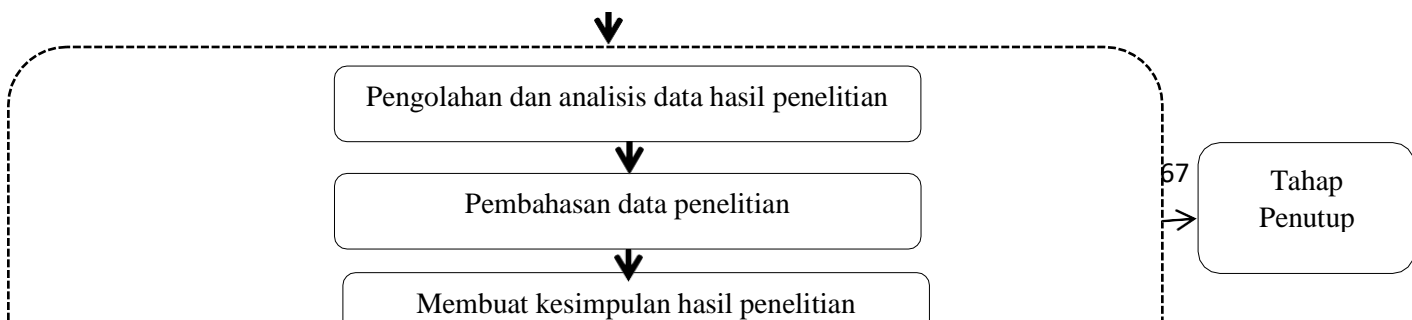 Pengolahan dan analisis data hasil penelitian
Pembahasan data penelitian
Membuat kesimpulan hasil penelitian
67
Tahap
Penutup